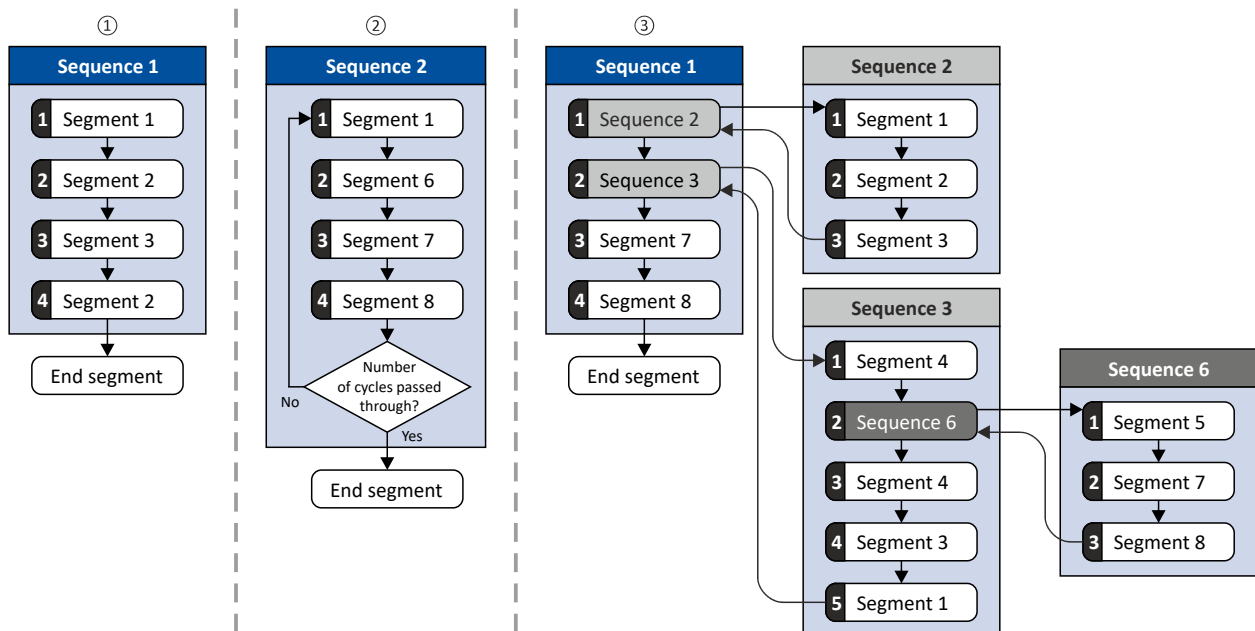 ①
Sequence 1
1 Segment 1
2 Segment 2
3 Segment 3
4 Segment 2
End segment
②
Sequence 2
1 Segment 1
2 Segment 6
3 Segment 7
4 Segment 8
Number
of cycles passed
through?
No
Yes
End segment
③
Sequence 1
1 Sequence 2
2 Sequence 3
3 Segment 7
4 Segment 8
End segment
Sequence 2
1 Segment 1
2 Segment 2
3 Segment 3
Sequence 3
1 Segment 4
2 Sequence 6
3 Segment 4
4 Segment 3
5 Segment 1
Sequence 6
1 Segment 5
2 Segment 7
3 Segment 8